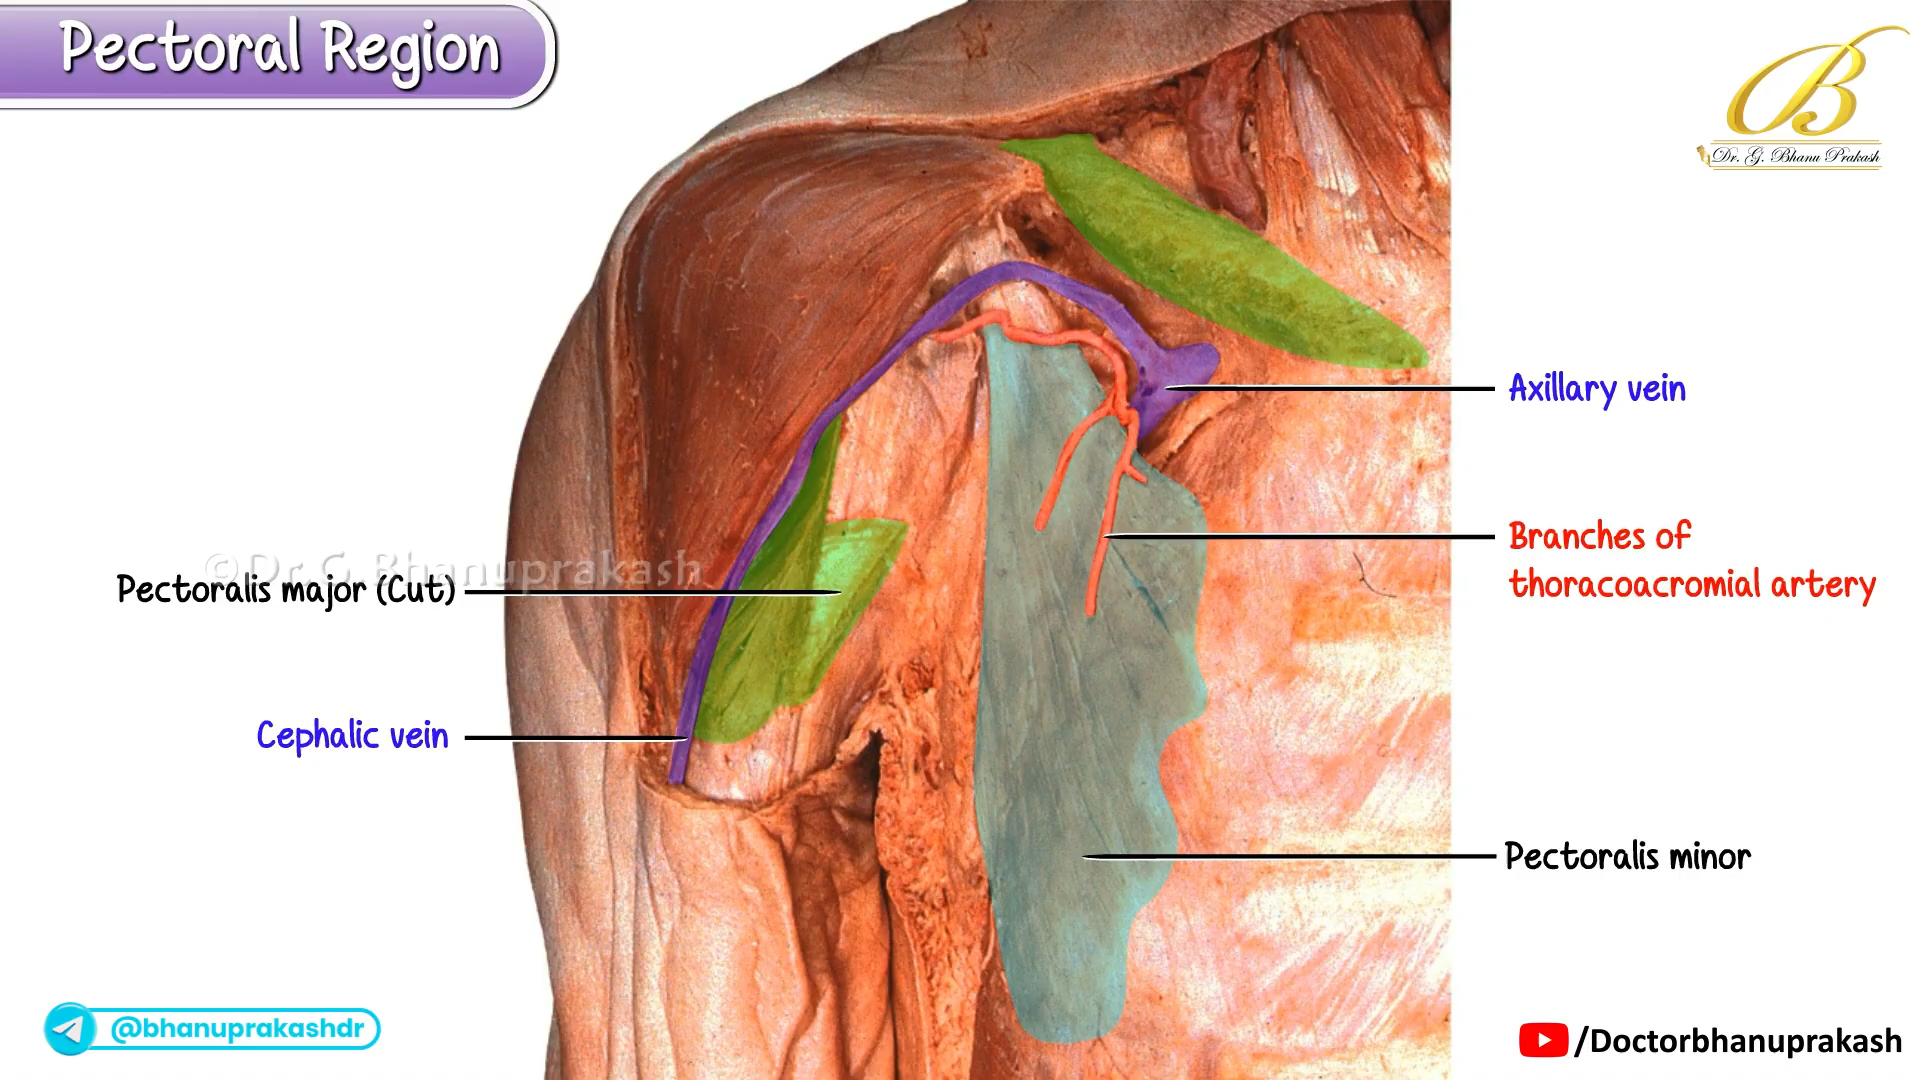 Pectoral Region
B
Dr. G. Bhanu Prakash
Axillary vein
Branches of
thoracoacromial artery
©Dr.G.Bhanuprakash
Pectoralis major (Cut)
Cephalic vein
Pectoralis minor
@bhanuprakashdr
/Doctorbhanuprakash